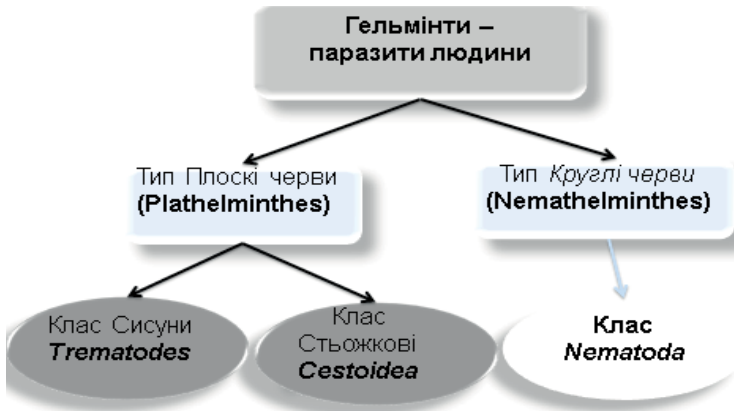 Гельмінти –
паразити людини
Тип Плоскі черви
(Plathelminthes)
Тип Круглі черви
(Nemathelminthes)
Клас Сисуни
Trematodes
Клас
Стьожкові
Cestoidea
Клас
Nematoda